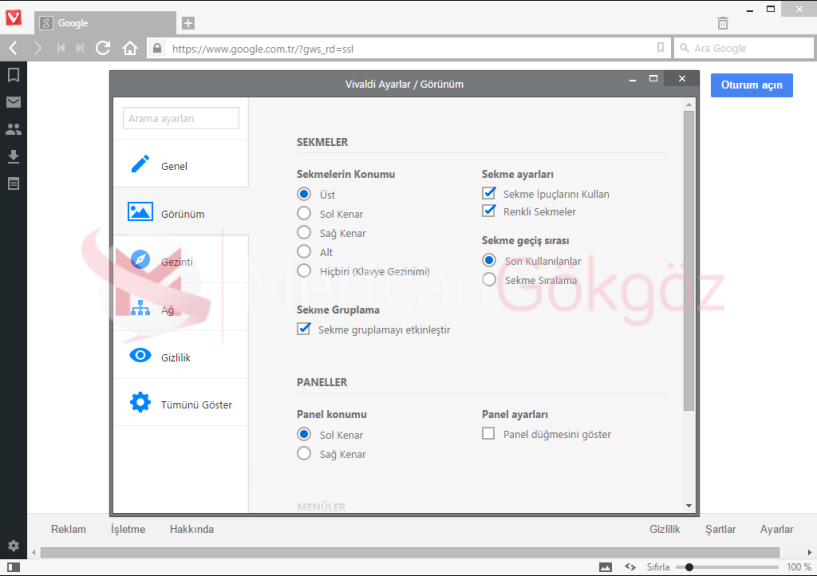 Google
https://www.google.com.tr/?gws_rd=ssl
Ara Google
Vivaldi Ayarlar / Görünüm
Oturum açın
Arama ayarları
Genel
Görünüm
Gezinti
Ağ
Gizlilik
Tümünü Göster
SEKMELER
Sekmelerin Konumu
Üst
Sol Kenar
Sağ Kenar
Alt
Hiçbiri (Klavye Gezinimi)
Sekme ayarları
Sekme İpuçlarını Kullan
Renkli Sekmeler
Sekme geçiş sırası
Son Kullanılanlar
Sekme Sıralama
Sekme Gruplama
Sekme gruplamayı etkinleştir
MertcanGökgöz
PANELLER
Panel konumu
Sol Kenar
Sağ Kenar
Panel ayarları
Panel düğmesini göster
MENÜLER
Reklam
İşletme
Hakkında
Gizlilik
Şartlar
Ayarlar
Sıfırla
100 %